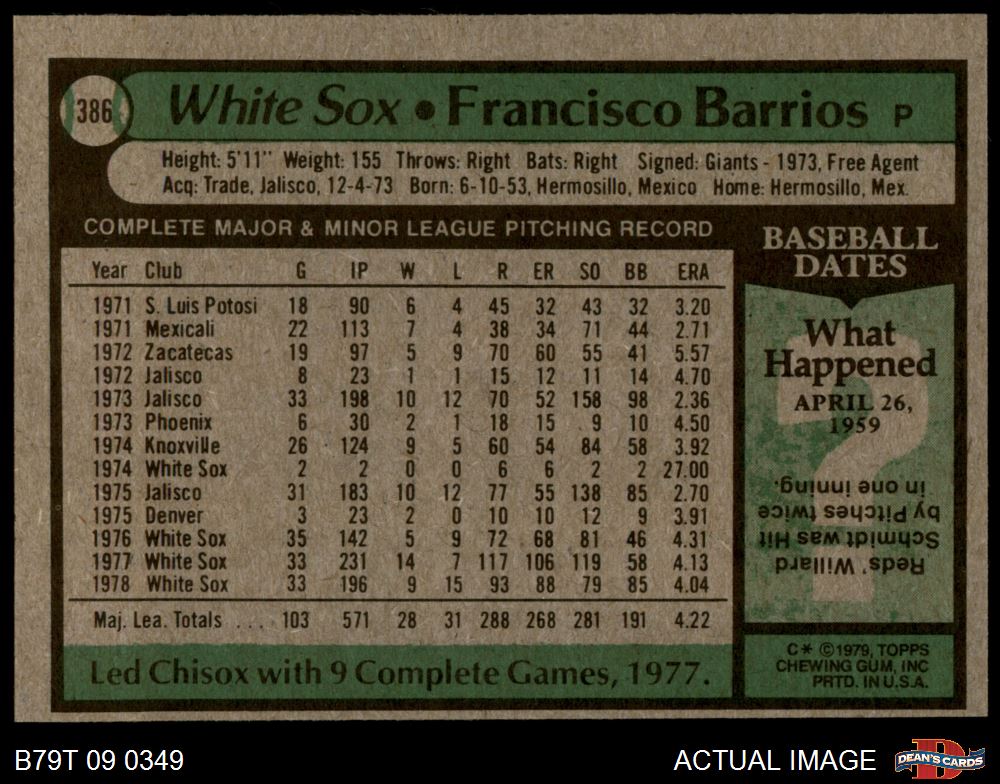 386 White Sox • Francisco Barrios P
Height: 5'11" Weight: 155 Throws: Right Bats: Right Signed: Giants - 1973, Free Agent
Acq: Trade, Jalisco, 12-4-73 Born: 6-10-53, Hermosillo, Mexico Home: Hermosillo, Mex.
COMPLETE MAJOR & MINOR LEAGUE PITCHING RECORD
Year Club G IP W L R ER SO BB ERA
1971 S. Luis Potosi 18 90 6 4 45 32 43 32 3.20
1971 Mexicali 22 113 7 4 38 34 71 44 2.71
1972 Zacatecas 19 97 5 9 70 60 55 41 5.57
1972 Jalisco 8 23 1 1 15 12 11 14 4.70
1973 Jalisco 33 198 10 12 70 52 158 98 2.36
1973 Phoenix 6 30 2 1 18 15 9 10 4.50
1974 Knoxville 26 124 9 5 60 54 84 58 3.92
1974 White Sox 2 2 0 0 6 6 2 2 27.00
1975 Jalisco 31 183 10 12 77 55 138 85 2.70
1975 Denver 3 23 2 0 10 10 12 9 3.91
1976 White Sox 35 142 5 9 72 68 81 46 4.31
1977 White Sox 33 231 14 7 117 106 119 58 4.13
1978 White Sox 33 196 9 15 93 88 79 85 4.04
Maj. Lea. Totals . . . 103 571 28 31 288 268 281 191 4.22
Led Chisox with 9 Complete Games, 1977.
BASEBALL
DATES
What
Happened
APRIL 26,
1959
Reds' Willard
Schmidt was Hit
by Pitches twice
in one inning.
C* ©1979, TOPPS
CHEWING GUM, INC
PRTD. IN U.S.A.
B79T 09 0349
ACTUAL IMAGE
D
DEAN'S CARDS